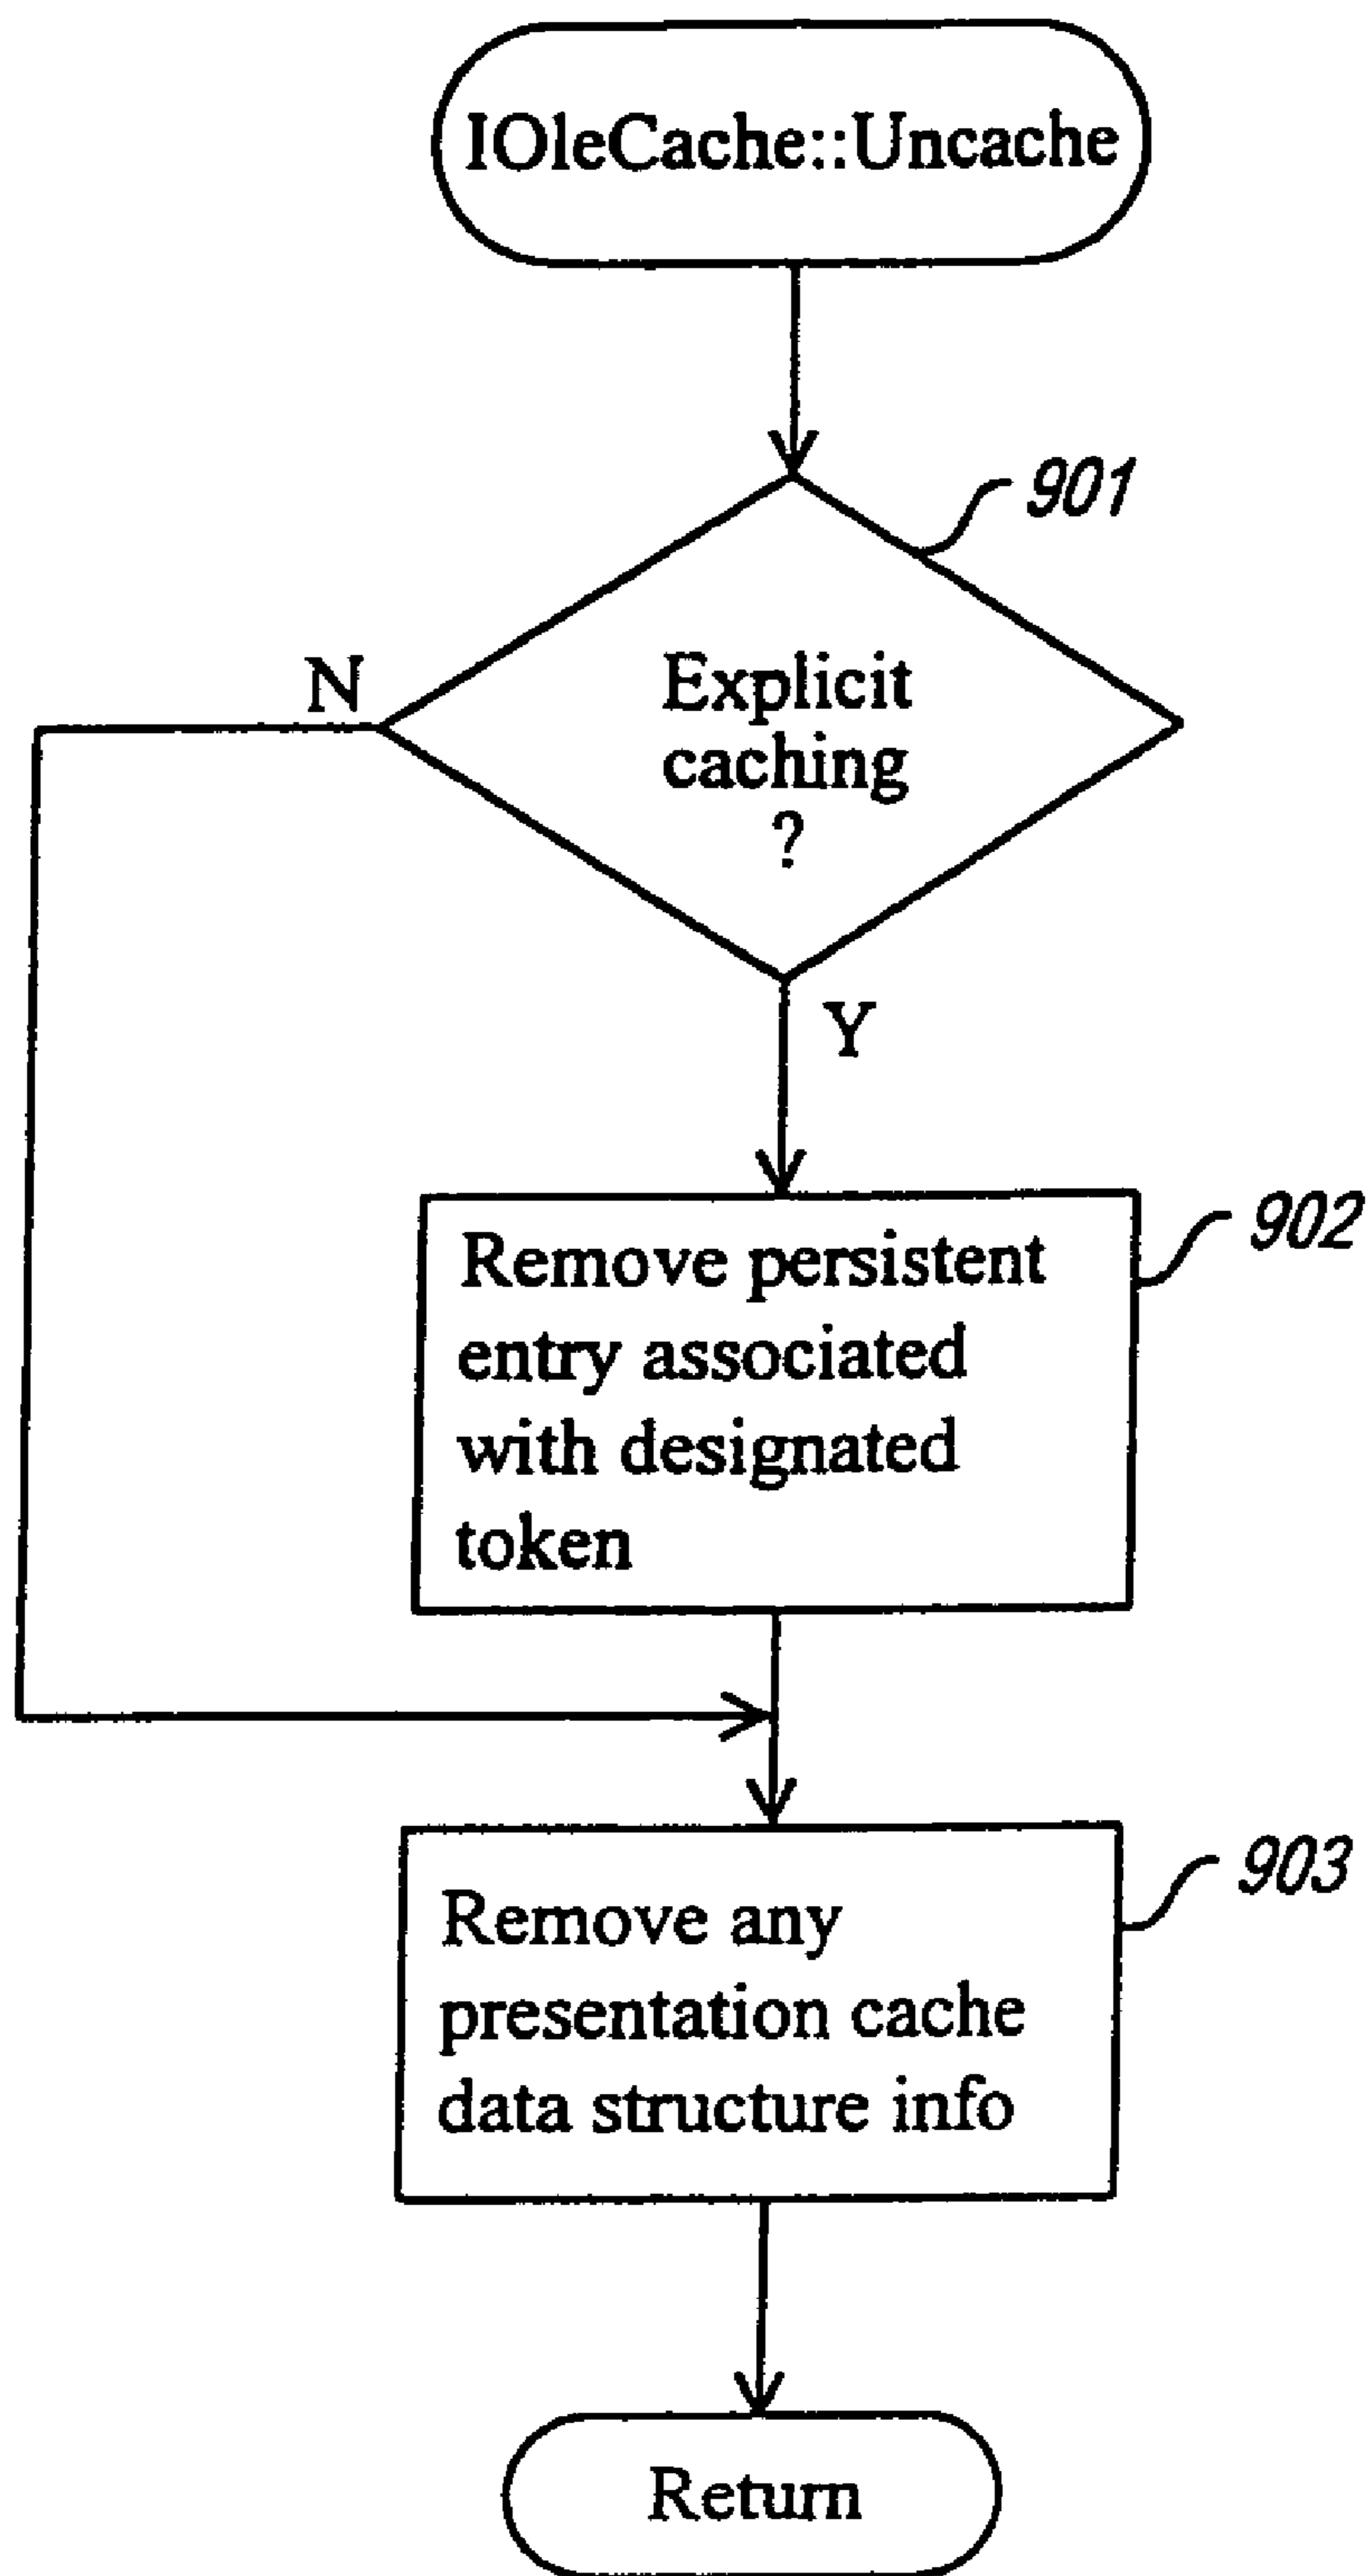 IOleCache::Uncache
901
N
Explicit
caching
?
Y
902
Remove persistent
entry associated
with designated
token
903
Remove any
presentation cache
data structure info
Return